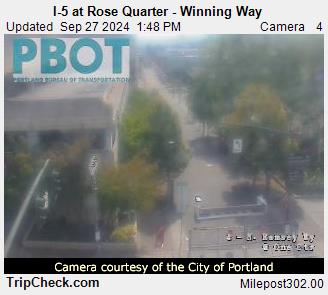 I-5 at Rose Quarter - Winning Way
Updated Sep 27 2024 1:48 PM Camera 4
PBOT
PORTLAND BUREAU OF TRANSPORTATION
Camera courtesy of the City of Portland
TripCheck.com Milepost302.00